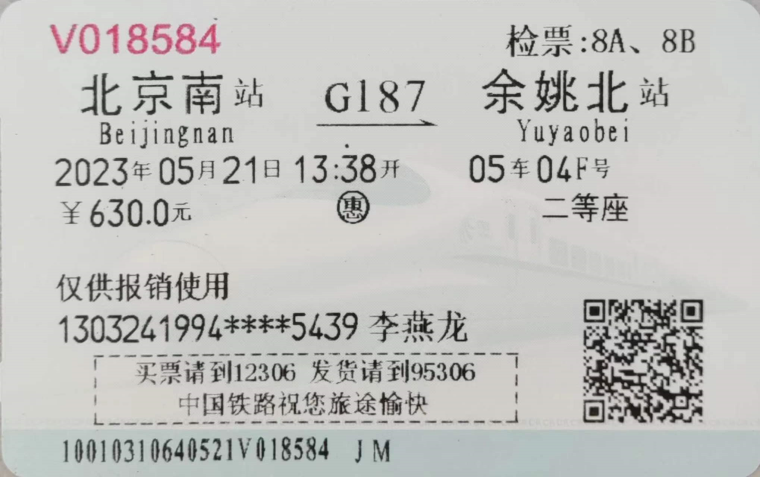 V018584 检票:8A、8B
北京南站 G187 余姚北站
Beijingnan Yuyaobei
2023年05月21日 13:38开 05车04F号
￥630.0元 惠 二等座
仅供报销使用
1303241994****5439 李燕龙
买票请到12306 发货请到95306
中国铁路祝您旅途愉快
10010310640521V018584 JM